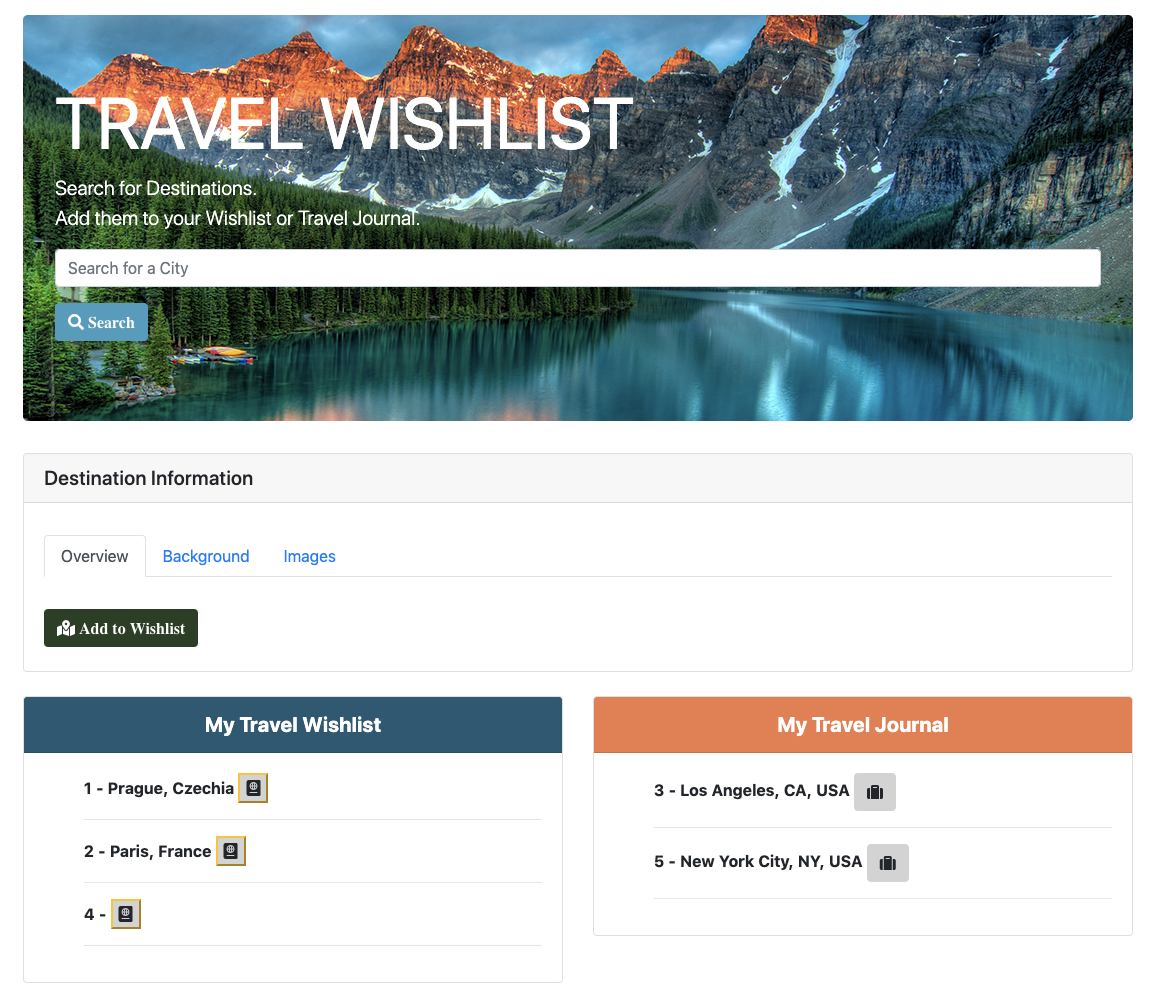 TRAVEL WISHLIST
Search for Destinations.
Add them to your Wishlist or Travel Journal.
Search for a City
Search
Destination Information
Overview Background Images
Add to Wishlist
My Travel Wishlist
1 - Prague, Czechia
2 - Paris, France
4 -
My Travel Journal
3 - Los Angeles, CA, USA
5 - New York City, NY, USA